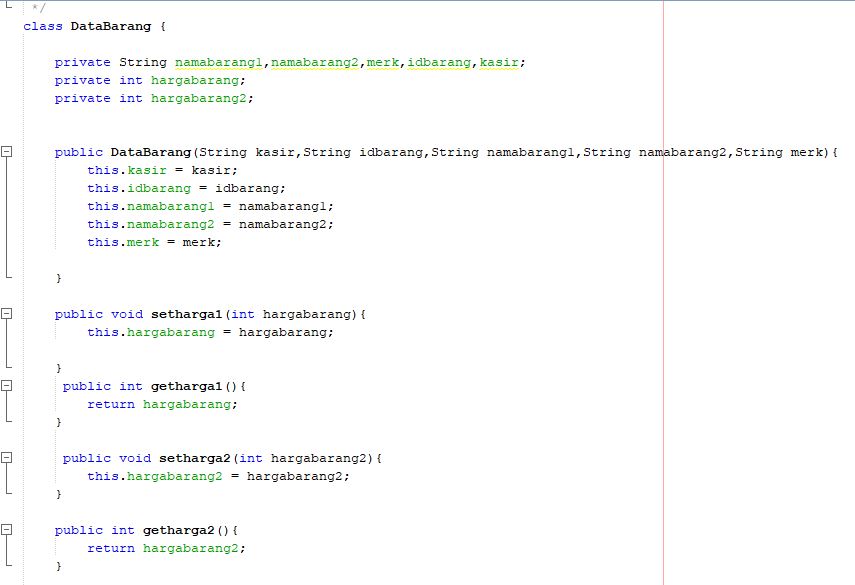 */
class DataBarang {
private String namabarang1,namabarang2,merk,idbarang,kasir;
private int hargabarang;
private int hargabarang2;
public DataBarang(String kasir,String idbarang,String namabarang1,String namabarang2,String merk){
this.kasir = kasir;
this.idbarang = idbarang;
this.namabarang1 = namabarang1;
this.namabarang2 = namabarang2;
this.merk = merk;
}
public void setharga1(int hargabarang){
this.hargabarang = hargabarang;
}
public int getharga1(){
return hargabarang;
}
public void setharga2(int hargabarang2){
this.hargabarang2 = hargabarang2;
}
public int getharga2(){
return hargabarang2;
}